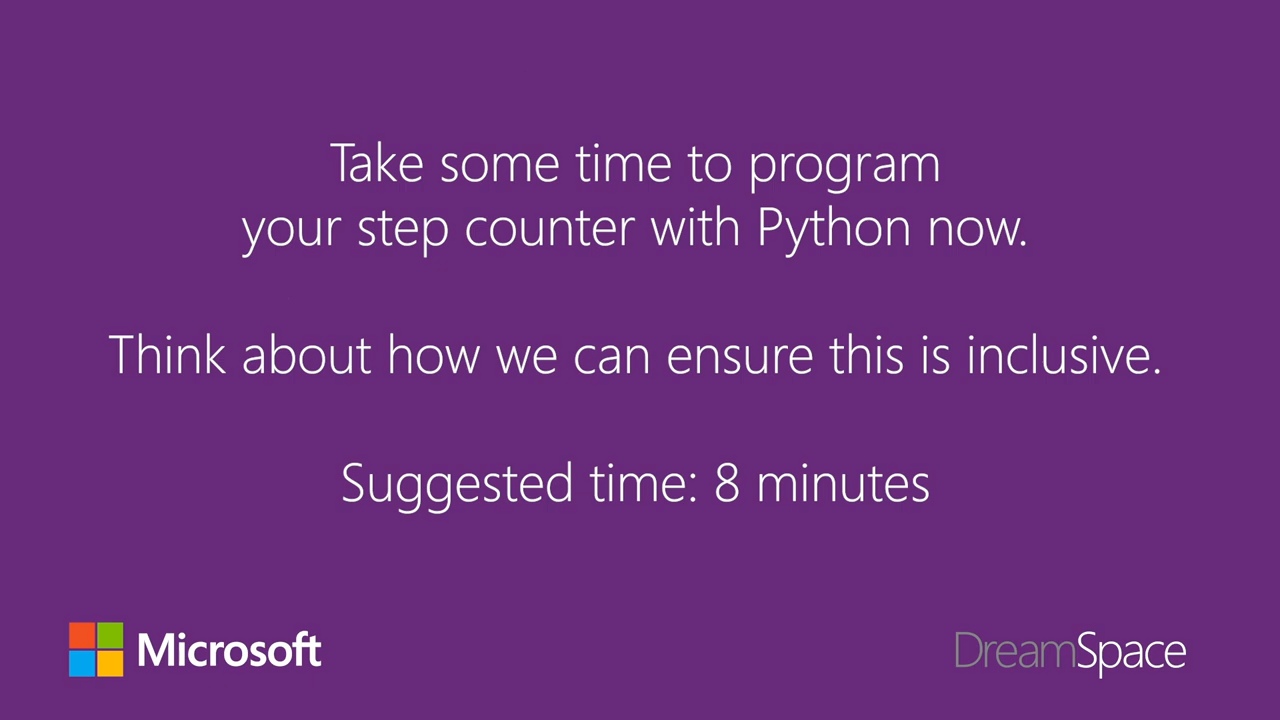 Take some time to program
your step counter with Python now.
Think about how we can ensure this is inclusive.
Suggested time: 8 minutes
Microsoft
DreamSpace